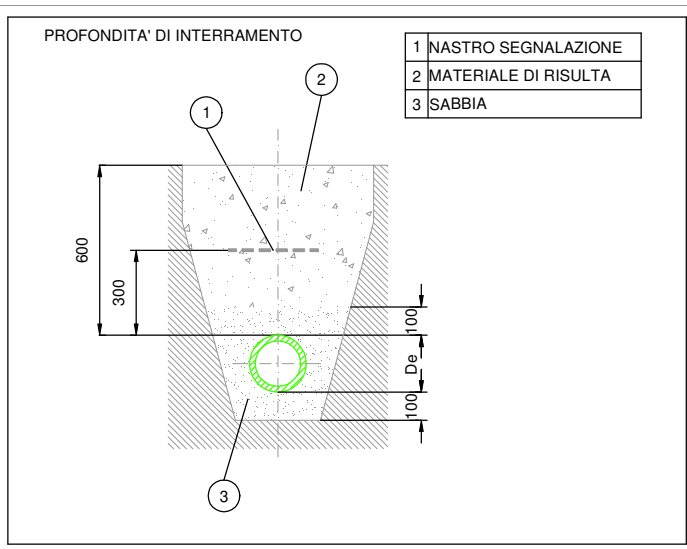 PROFONDITA' DI INTERRAMENTO
1 NASTRO SEGNALAZIONE
2 MATERIALE DI RISULTA
3 SABBIA
2
1
600
300
100
De
100
3